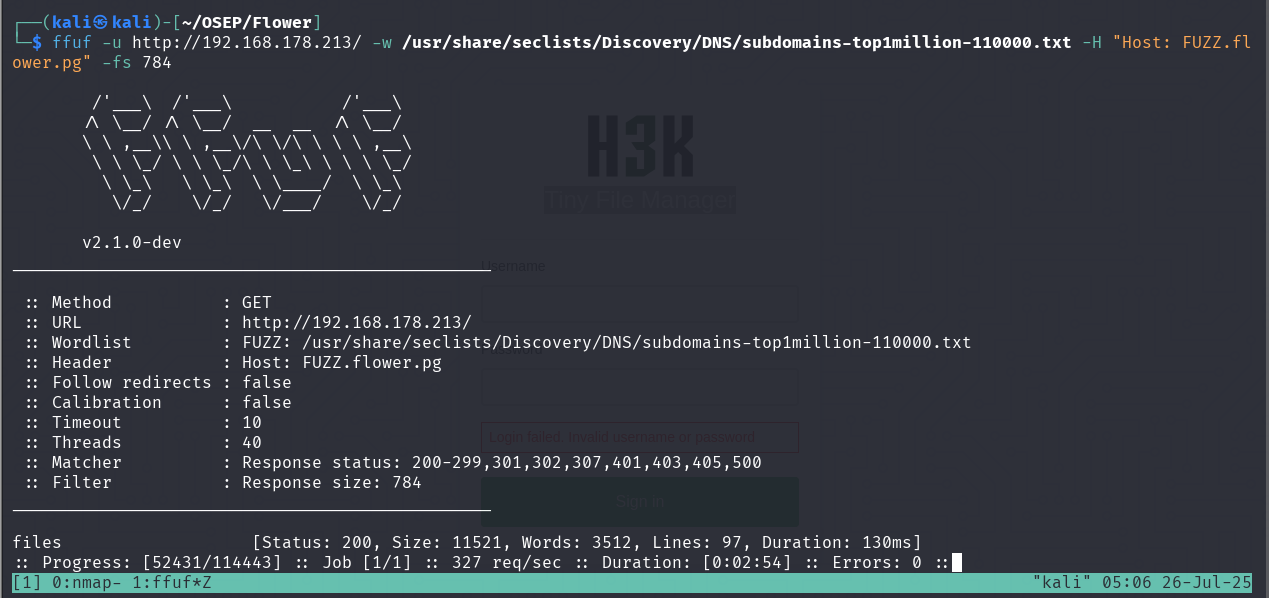 ┌──(kali㉿kali)-[~/OSEP/Flower]
└─$ ffuf -u http://192.168.178.213/ -w /usr/share/seclists/Discovery/DNS/subdomains-top1million-110000.txt -H "Host: FUZZ.fl
ower.pg" -fs 784
H3K
Tiny File Manager
v2.1.0-dev
Username
:: Method : GET
:: URL : http://192.168.178.213/
:: Wordlist : FUZZ: /usr/share/seclists/Discovery/DNS/subdomains-top1million-110000.txt
Password
:: Header : Host: FUZZ.flower.pg
:: Follow redirects : false
:: Calibration : false
:: Timeout : 10
:: Threads : 40
Login failed. Invalid username or password
:: Matcher : Response status: 200-299,301,302,307,401,403,405,500
:: Filter : Response size: 784
Sign in
files [Status: 200, Size: 11521, Words: 3512, Lines: 97, Duration: 130ms]
:: Progress: [52431/114443] :: Job [1/1] :: 327 req/sec :: Duration: [0:02:54] :: Errors: 0 ::
[1] 0:nmap- 1:ffuf*Z "kali" 05:06 26-Jul-25